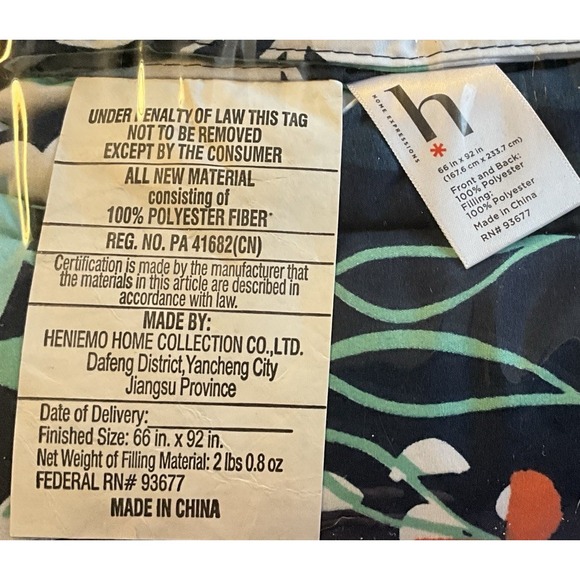 UNDER PENALTY OF LAW THIS TAG
NOT TO BE REMOVED
EXCEPT BY THE CONSUMER
ALL NEW MATERIAL
consisting of
100% POLYESTER FIBER*
REG. NO. PA 41682(CN)
Certification is made by the manufacturer that
the materials in this article are described in
accordance with law.
MADE BY:
HENIEMO HOME COLLECTION CO.,LTD.
Dafeng District,Yancheng City
Jiangsu Province
Date of Delivery:
Finished Size: 66 in. x 92 in.
Net Weight of Filling Material: 2 lbs 0.8 oz
FEDERAL RN# 93677
MADE IN CHINA
HOME EXPRESSIONS
h
*
66 in x 92 in
(167.6 cm x 233.7 cm)
Front and Back:
100% Polyester
Filling:
100% Polyester
Made in China
RN# 93677